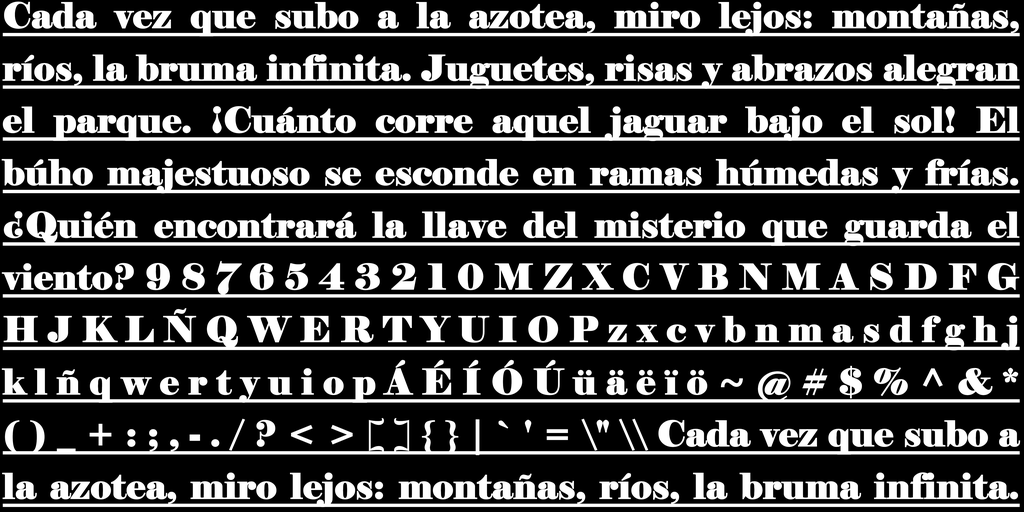 Cada vez que subo a la azotea, miro lejos: montañas,
ríos, la bruma infinita. Juguetes, risas y abrazos alegran
el parque. ¡Cuánto corre aquel jaguar bajo el sol! El
búho majestuoso se esconde en ramas húmedas y frías.
¿Quién encontrará la llave del misterio que guarda el
viento? 9 8 7 6 5 4 3 2 1 0 M Z X C V B N M A S D F G
H J K L Ñ Q W E R T Y U I O P z x c v b n m a s d f g h j
k l ñ q w e r t y u i o p Á É Í Ó Ú ü ä ë ï ö ~ @ # $ % ^ & *
( ) _ + : ; , - . / ? < > [ ] { } | ` ' = \" \\ Cada vez que subo a
la azotea, miro lejos: montañas, ríos, la bruma infinita.